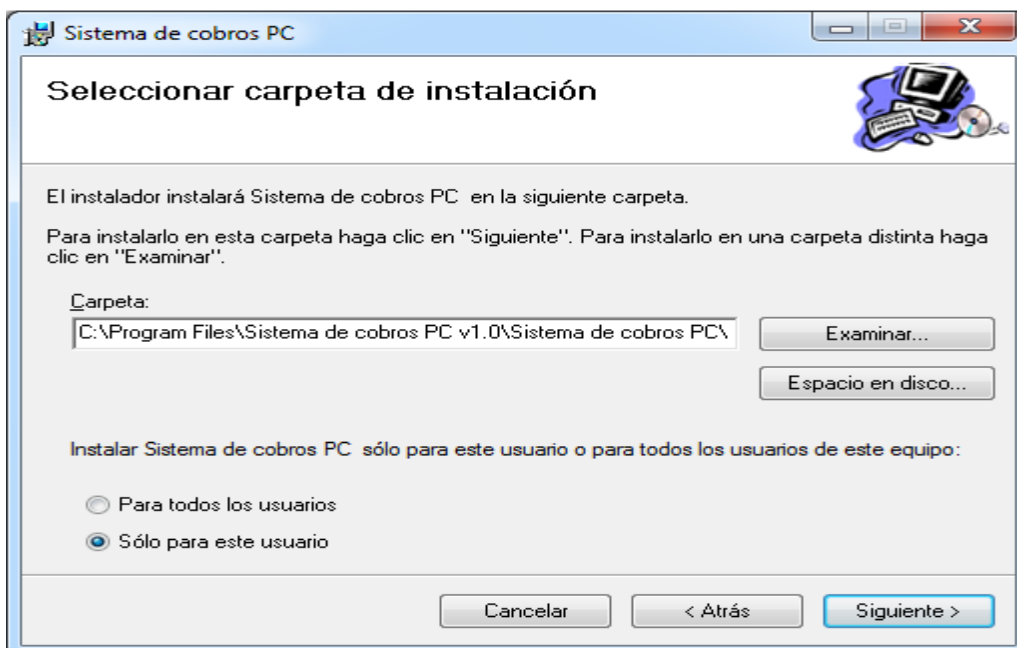 Sistema de cobros PC
Seleccionar carpeta de instalación
El instalador instalará Sistema de cobros PC  en la siguiente carpeta.
Para instalarlo en esta carpeta haga clic en "Siguiente". Para instalarlo en una carpeta distinta haga
clic en "Examinar".
Carpeta:
C:\Program Files\Sistema de cobros PC v1.0\Sistema de cobros PC\
Examinar...
Espacio en disco...
Instalar Sistema de cobros PC  sólo para este usuario o para todos los usuarios de este equipo:
Para todos los usuarios
Sólo para este usuario
Cancelar
< Atrás
Siguiente >